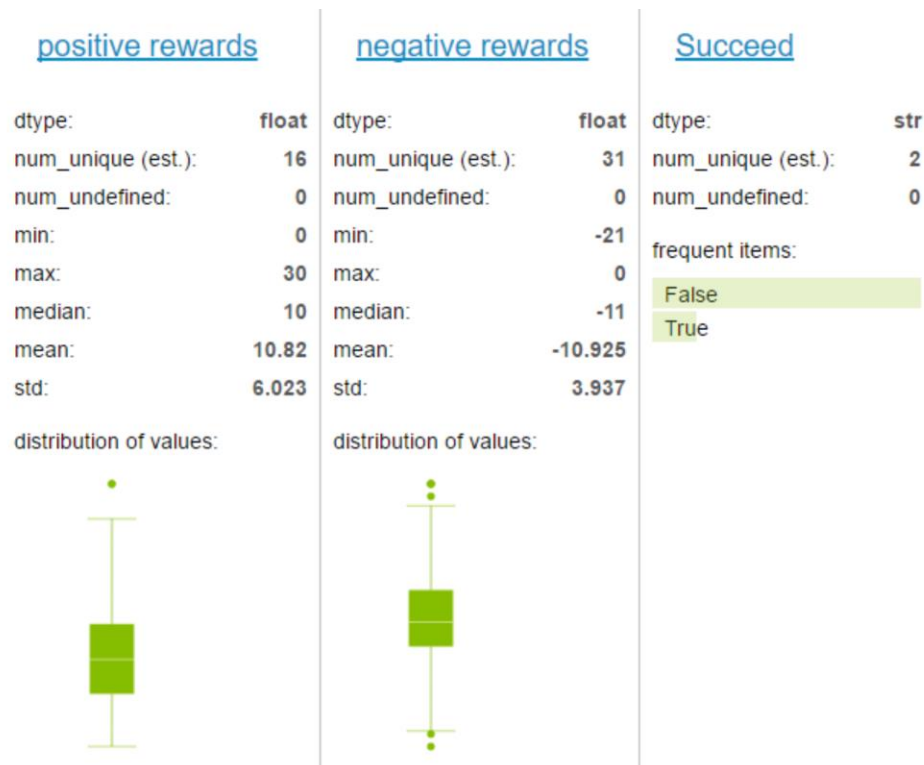 positive rewards
dtype: float
num_unique (est.): 16
num_undefined: 0
min: 0
max: 30
median: 10
mean: 10.82
std: 6.023
distribution of values:
negative rewards
dtype: float
num_unique (est.): 31
num_undefined: 0
min: -21
max: 0
median: -11
mean: -10.925
std: 3.937
distribution of values:
Succeed
dtype: str
num_unique (est.): 2
num_undefined: 0
frequent items:
False
True